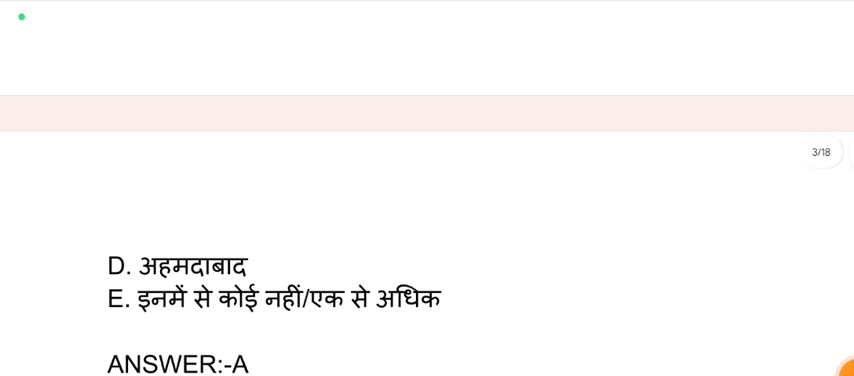 3/18
D. अहमदाबाद
E. इनमें से कोई नहीं/एक से अधिक
ANSWER:-A